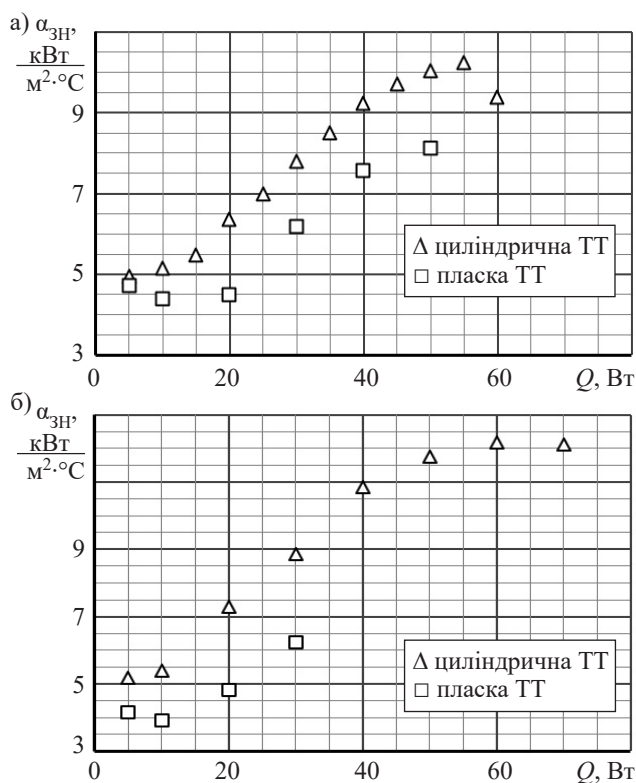 а) α_ЗН,
кВт
м²·°C
9
7
5
3
Δ циліндрична ТТ
□ пласка ТТ
0 20 40 60 Q, Вт
б) α_ЗН,
кВт
м²·°C
9
7
5
3
Δ циліндрична ТТ
□ пласка ТТ
0 20 40 60 Q, Вт